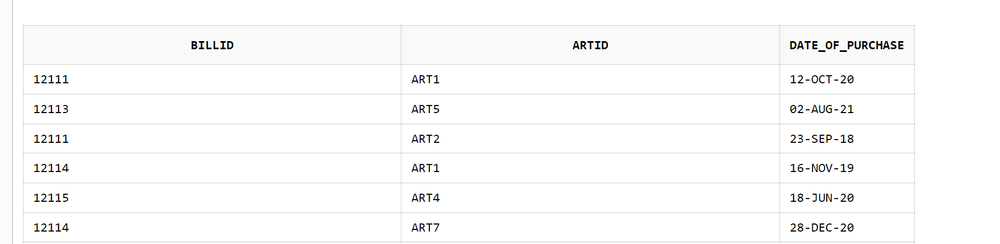 BILLID ARTID DATE_OF_PURCHASE
12111 ART1 12-OCT-20
12113 ART5 02-AUG-21
12111 ART2 23-SEP-18
12114 ART1 16-NOV-19
12115 ART4 18-JUN-20
12114 ART7 28-DEC-20